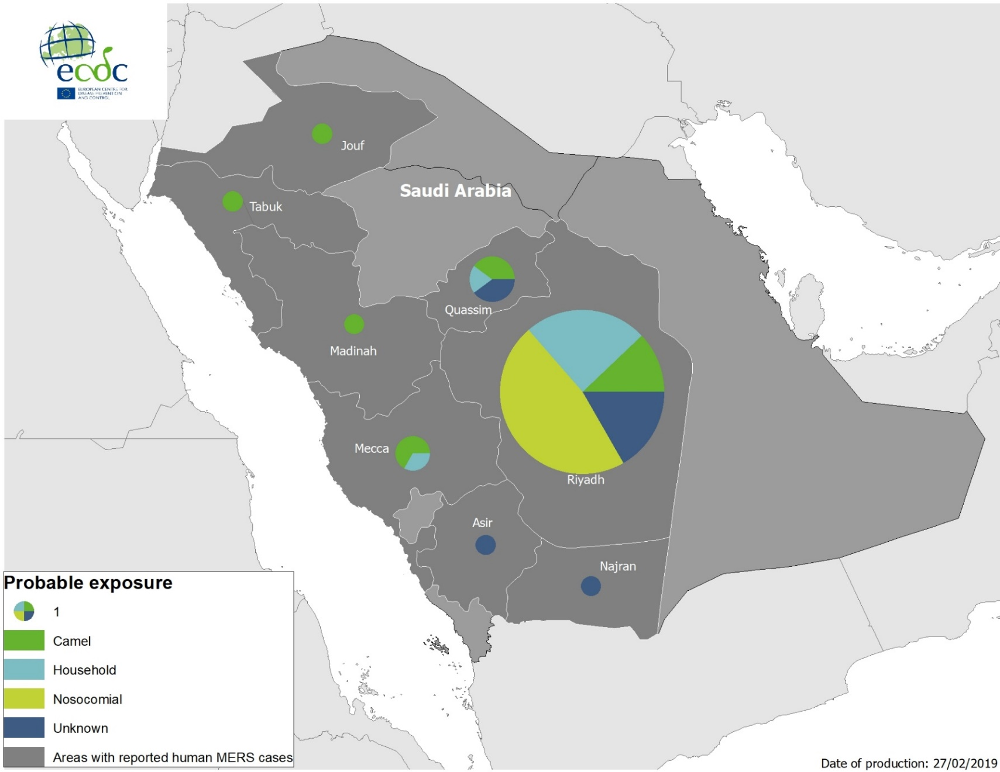 ecdc
EUROPEAN CENTRE FOR
DISEASE PREVENTION
AND CONTROL
Jouf
Saudi Arabia
Tabuk
Quassim
Madinah
Mecca
Riyadh
Asir
Najran
Probable exposure
1
Camel
Household
Nosocomial
Unknown
Areas with reported human MERS cases
Date of production: 27/02/2019